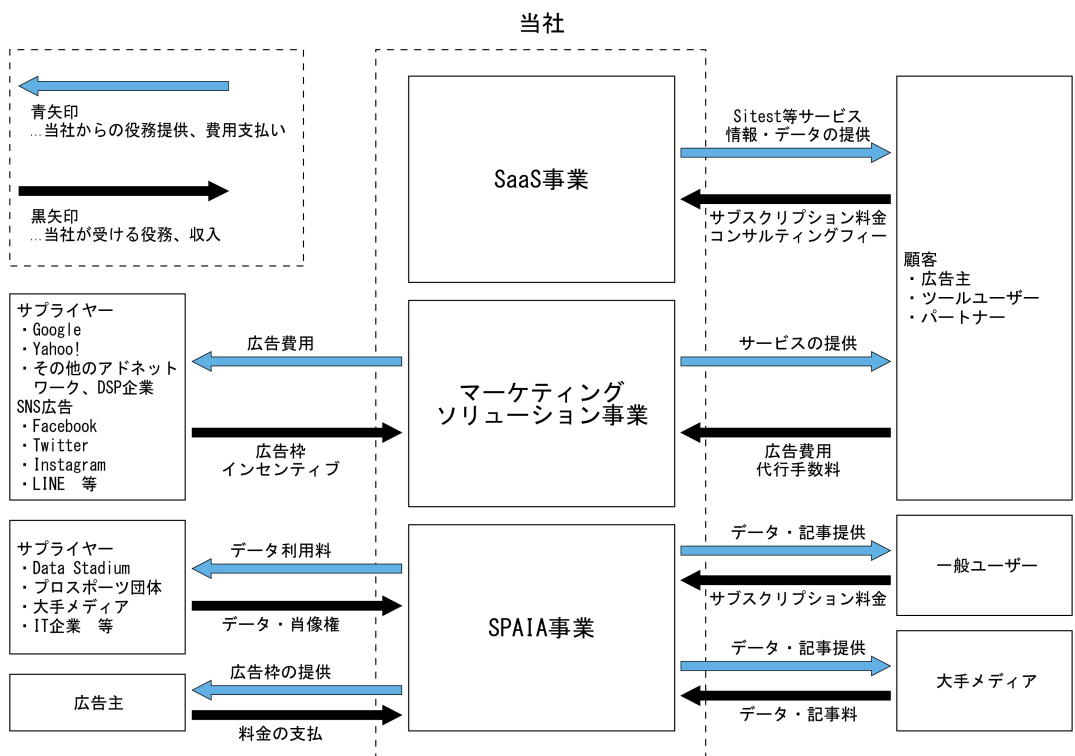 当社
青矢印
…当社からの役務提供、費用支払い
黒矢印
…当社が受ける役務、収入
SaaS事業
Sitest等サービス
情報・データの提供
サブスクリプション料金
コンサルティングフィー
顧客
・広告主
・ツールユーザー
・パートナー
サプライヤー
・Google
・Yahoo!
・その他のアドネット
ワーク、DSP企業
SNS広告
・Facebook
・Twitter
・Instagram
・LINE 等
広告費用
広告枠
インセンティブ
マーケティング
ソリューション事業
サービスの提供
広告費用
代行手数料
サプライヤー
・Data Stadium
・プロスポーツ団体
・大手メディア
・IT企業 等
データ利用料
データ・肖像権
SPAIA事業
データ・記事提供
サブスクリプション料金
一般ユーザー
広告主
広告枠の提供
料金の支払
データ・記事提供
データ・記事料
大手メディア